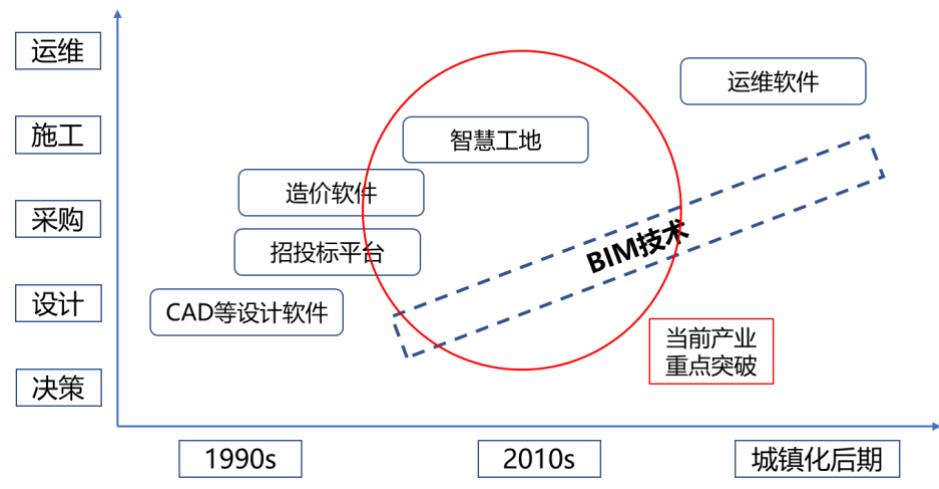 运维
运维软件
施工
智慧工地
造价软件
采购
招投标平台
BIM技术
设计
CAD等设计软件
当前产业
重点突破
决策
1990s
2010s
城镇化后期